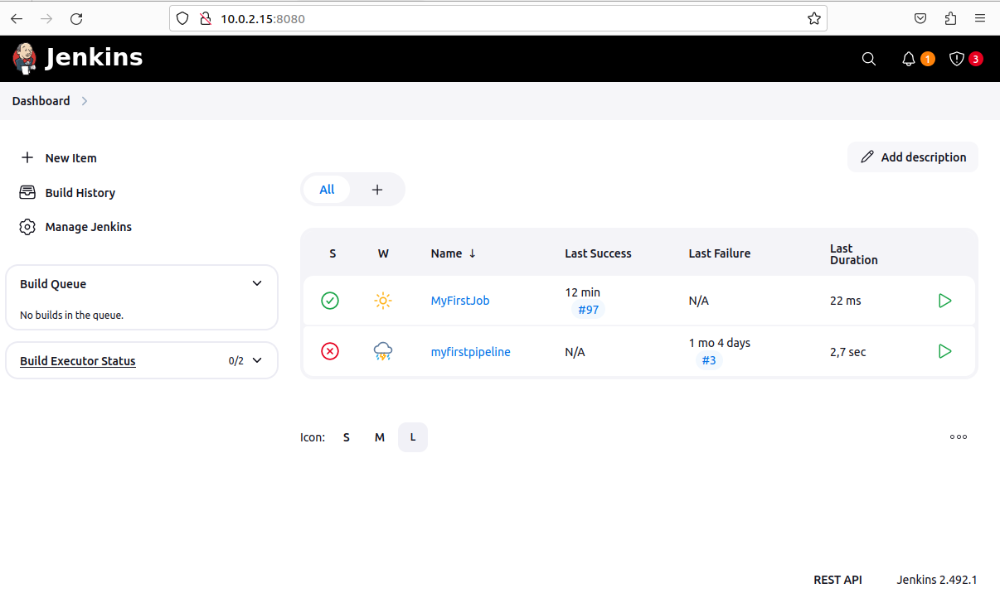 10.0.2.15:8080
Jenkins
1
3
Dashboard
New Item
Build History
Manage Jenkins
Build Queue
No builds in the queue.
Build Executor Status
0/2
Add description
All
S W Name ↓ Last Success Last Failure Last
Duration
MyFirstJob 12 min
#97 N/A 22 ms
myfirstpipeline N/A 1 mo 4 days
#3 2,7 sec
Icon: S M L
REST API Jenkins 2.492.1